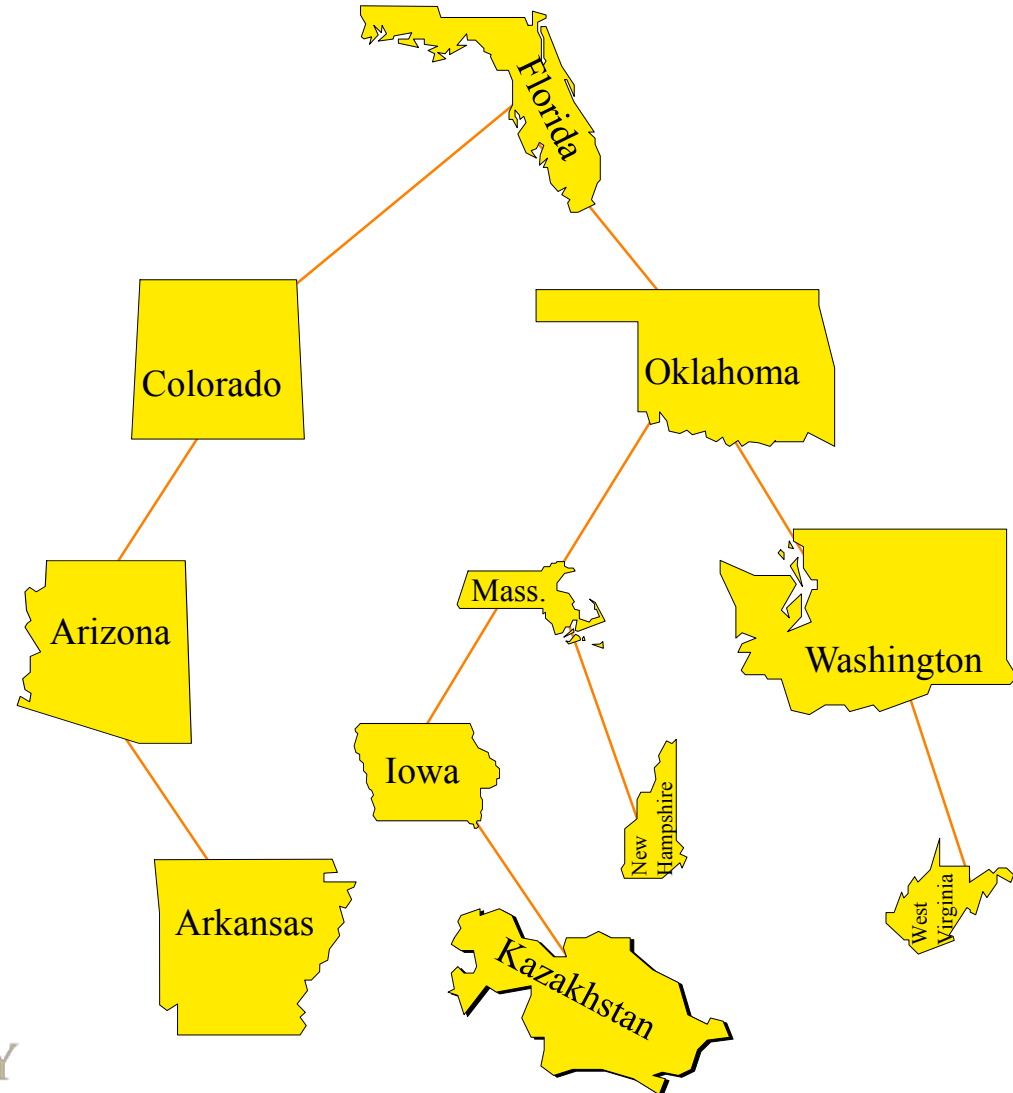 Florida
Colorado
Oklahoma
Mass.
Arizona
Washington
Iowa
New
Hampshire
Arkansas
West
Virginia
Kazakhstan
Y